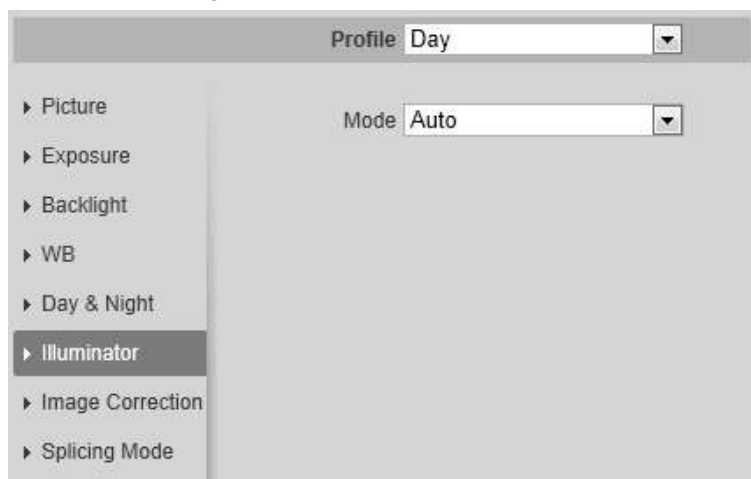 Profile Day
Picture
Mode Auto
Exposure
Backlight
WB
Day & Night
Illuminator
Image Correction
Splicing Mode